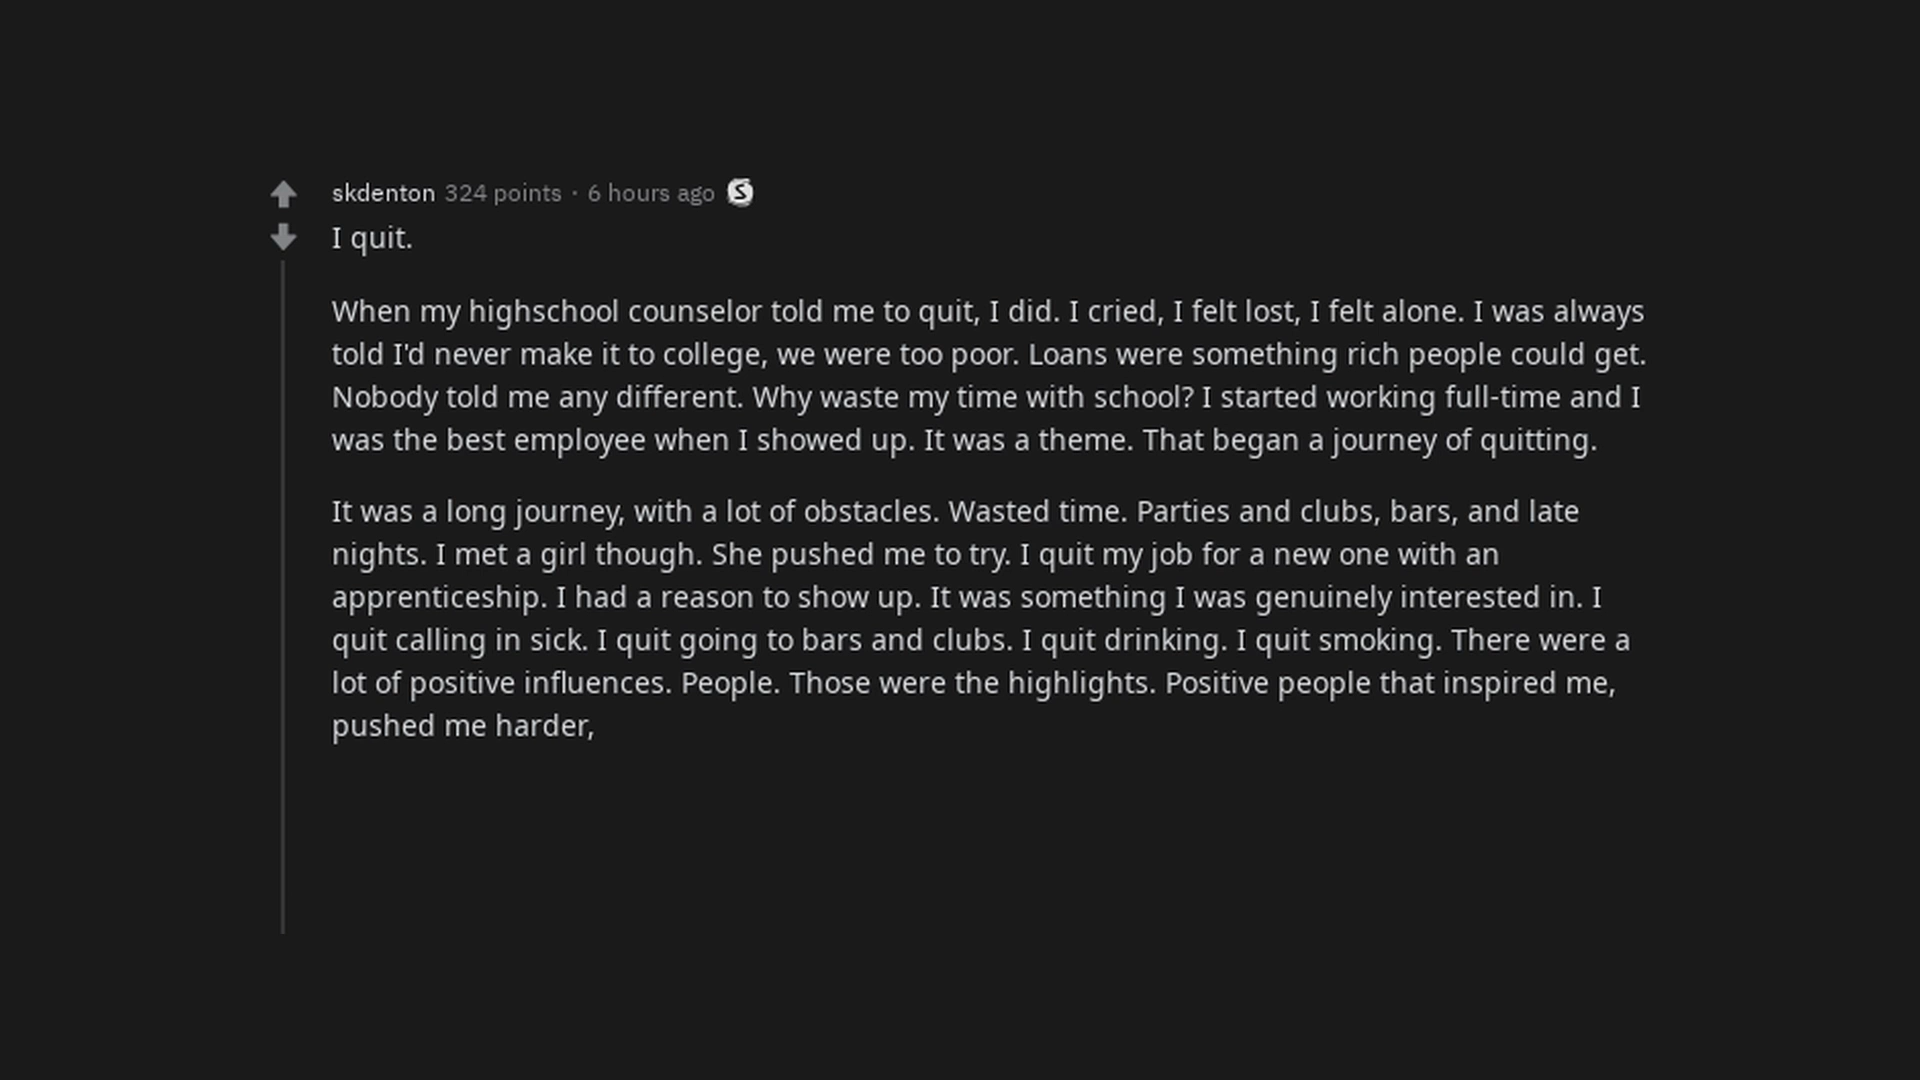 skdenton 324 points · 6 hours ago S
I quit.
When my highschool counselor told me to quit, I did. I cried, I felt lost, I felt alone. I was always
told I'd never make it to college, we were too poor. Loans were something rich people could get.
Nobody told me any different. Why waste my time with school? I started working full-time and I
was the best employee when I showed up. It was a theme. That began a journey of quitting.
It was a long journey, with a lot of obstacles. Wasted time. Parties and clubs, bars, and late
nights. I met a girl though. She pushed me to try. I quit my job for a new one with an
apprenticeship. I had a reason to show up. It was something I was genuinely interested in. I
quit calling in sick. I quit going to bars and clubs. I quit drinking. I quit smoking. There were a
lot of positive influences. People. Those were the highlights. Positive people that inspired me,
pushed me harder,